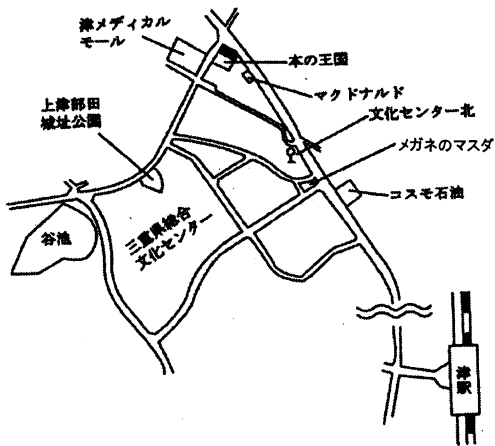 津メディカル
モール
本の王国
マクドナルド
上津部田
城址公園
文化センター北
メガネのマスダ
コスモ石油
三重県総合
文化センター
谷池
津駅